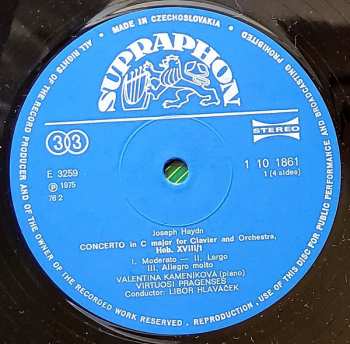 • MADE IN CZECHOSLOVAKIA •
ALL RIGHTS OF THE RECORD PRODUCER AND OF THE OWNER OF THE RECORDED WORK RESERVED . REPRODUCTION , USE OF THIS DISC FOR PUBLIC PERFORMANCE AND BROADCASTING PROHIBITED
SUPRAPHON
33
STEREO
E 3259
1 10 1861
Ⓟ 1975
1 (4 sides)
76 2
Joseph Haydn
CONCERTO in C major for Clavier and Orchestra,
Hob. XVIII/1
I. Moderato — II. Largo
III. Allegro molto
VALENTINA KAMENÍKOVÁ (piano)
VIRTUOSI PRAGENSES
Conductor: LIBOR HLAVÁČEK